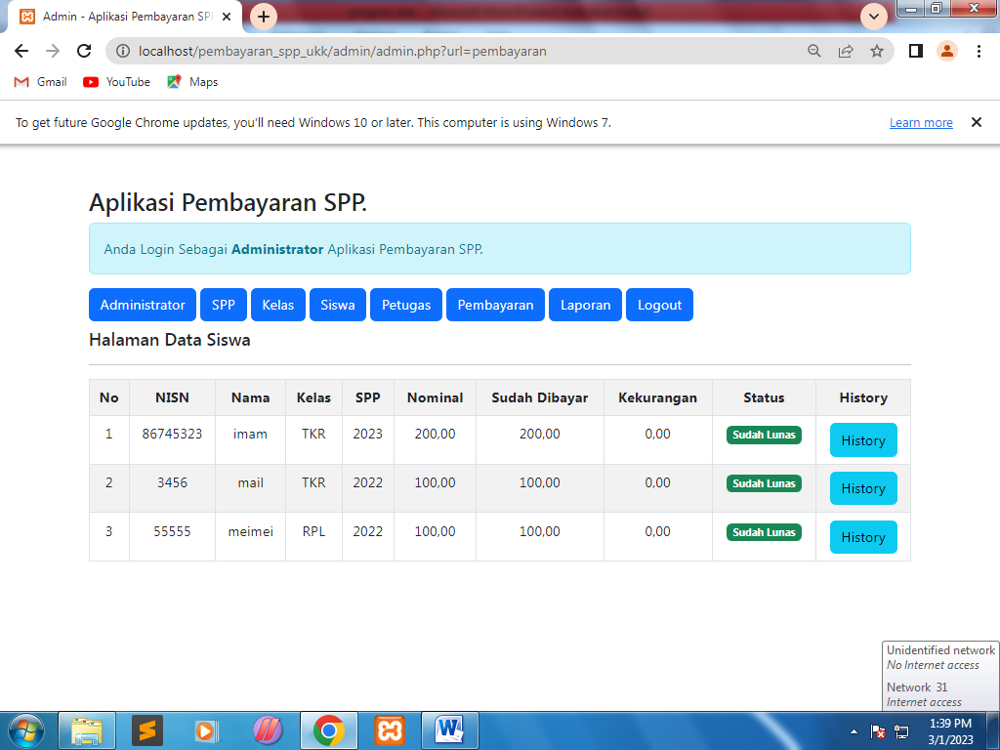 Admin - Aplikasi Pembayaran SPP
localhost/pembayaran_spp_ukk/admin/admin.php?url=pembayaran
Gmail YouTube Maps
To get future Google Chrome updates, you'll need Windows 10 or later. This computer is using Windows 7. Learn more
Aplikasi Pembayaran SPP.
Anda Login Sebagai Administrator Aplikasi Pembayaran SPP.
Administrator SPP Kelas Siswa Petugas Pembayaran Laporan Logout
Halaman Data Siswa
No NISN Nama Kelas SPP Nominal Sudah Dibayar Kekurangan Status History
1 86745323 imam TKR 2023 200,00 200,00 0,00 Sudah Lunas History
2 3456 mail TKR 2022 100,00 100,00 0,00 Sudah Lunas History
3 55555 meimei RPL 2022 100,00 100,00 0,00 Sudah Lunas History
Unidentified network
No Internet access
Network 31
Internet access
1:39 PM
3/1/2023